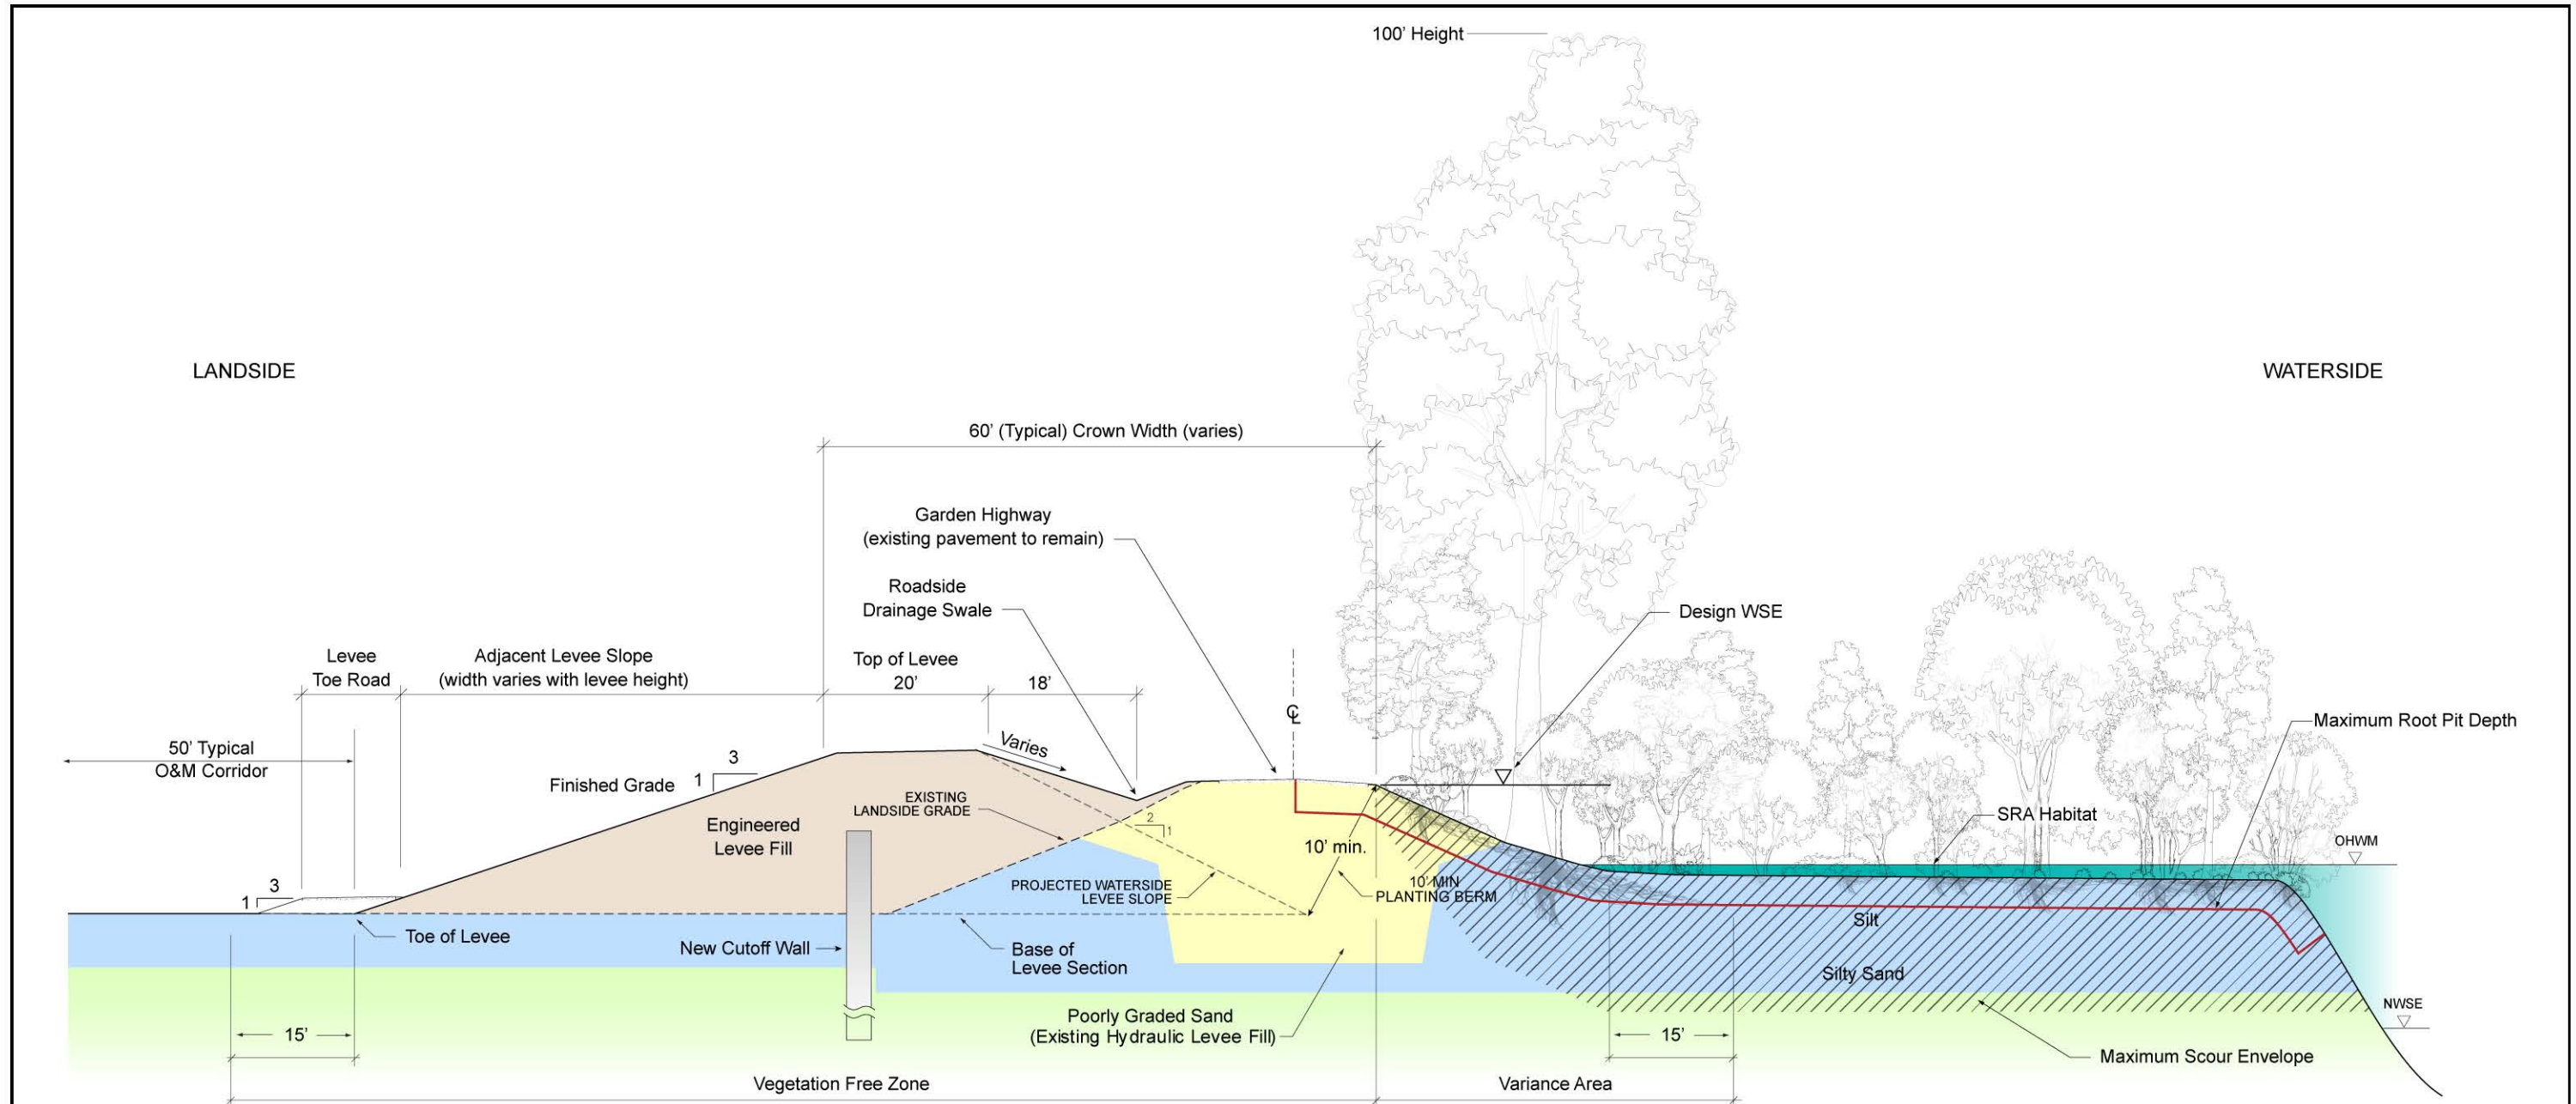 100' Height
LANDSIDE
WATERSIDE
60' (Typical) Crown Width (varies)
Garden Highway
(existing pavement to remain)
Roadside
Drainage Swale
Design WSE
Levee
Toe Road
Adjacent Levee Slope
(width varies with levee height)
Top of Levee
20'
18'
℄
Maximum Root Pit Depth
50' Typical
O&M Corridor
Varies
3
1
Finished Grade
EXISTING
LANDSIDE GRADE
Engineered
Levee Fill
2
1
10' min.
SRA Habitat
OHWM
3
1
PROJECTED WATERSIDE
LEVEE SLOPE
10' MIN
PLANTING BERM
Silt
Toe of Levee
New Cutoff Wall
Base of
Levee Section
Silty Sand
NWSE
Poorly Graded Sand
(Existing Hydraulic Levee Fill)
15'
15'
Maximum Scour Envelope
Vegetation Free Zone
Variance Area